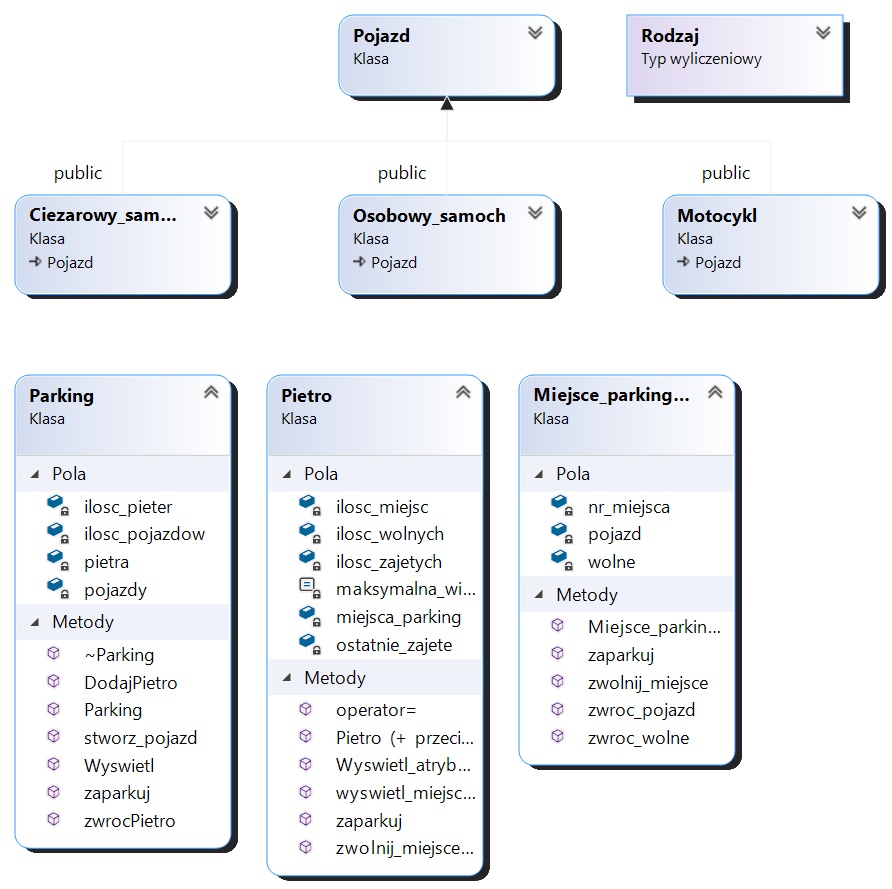 Pojazd
Klasa
Rodzaj
Typ wyliczeniowy
public
public
public
Ciezarowy_sam...
Klasa
Pojazd
Osobowy_samoch
Klasa
Pojazd
Motocykl
Klasa
Pojazd
Parking
Klasa
Pola
ilosc_pieter
ilosc_pojazdow
pietra
pojazdy
Metody
~Parking
DodajPietro
Parking
stworz_pojazd
Wyswietl
zaparkuj
zwrocPietro
Pietro
Klasa
Pola
ilosc_miejsc
ilosc_wolnych
ilosc_zajetych
maksymalna_wi...
miejsca_parking
ostatnie_zajete
Metody
operator=
Pietro (+ przeci...
Wyswietl_atryb...
wyswietl_miejsc...
zaparkuj
zwolnij_miejsce...
Miejsce_parking...
Klasa
Pola
nr_miejsca
pojazd
wolne
Metody
Miejsce_parkin...
zaparkuj
zwolnij_miejsce
zwroc_pojazd
zwroc_wolne